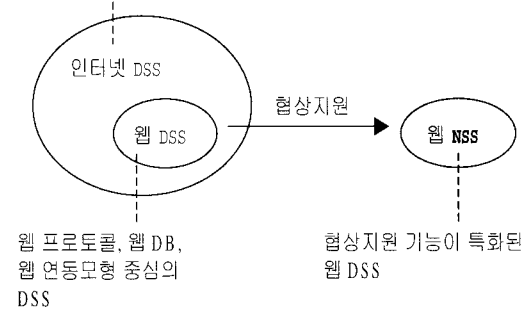 인터넷 DSS
협상지원
웹 DSS
웹 NSS
웹 프로토콜, 웹 DB,
웹 연동모형 중심의
DSS
협상지원 기능이 특화된
웹 DSS